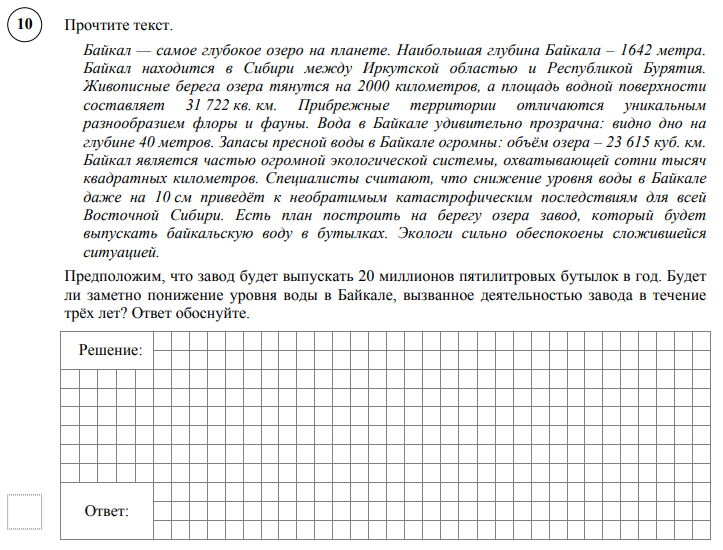 10 Прочтите текст.
Байкал — самое глубокое озеро на планете. Наибольшая глубина Байкала – 1642 метра.
Байкал находится в Сибири между Иркутской областью и Республикой Бурятия.
Живописные берега озера тянутся на 2000 километров, а площадь водной поверхности
составляет 31 722 кв. км. Прибрежные территории отличаются уникальным
разнообразием флоры и фауны. Вода в Байкале удивительно прозрачна: видно дно на
глубине 40 метров. Запасы пресной воды в Байкале огромны: объём озера – 23 615 куб. км.
Байкал является частью огромной экологической системы, охватывающей сотни тысяч
квадратных километров. Специалисты считают, что снижение уровня воды в Байкале
даже на 10 см приведёт к необратимым катастрофическим последствиям для всей
Восточной Сибири. Есть план построить на берегу озера завод, который будет
выпускать байкальскую воду в бутылках. Экологи сильно обеспокоены сложившейся
ситуацией.
Предположим, что завод будет выпускать 20 миллионов пятилитровых бутылок в год. Будет
ли заметно понижение уровня воды в Байкале, вызванное деятельностью завода в течение
трёх лет? Ответ обоснуйте.
Решение:
Ответ: